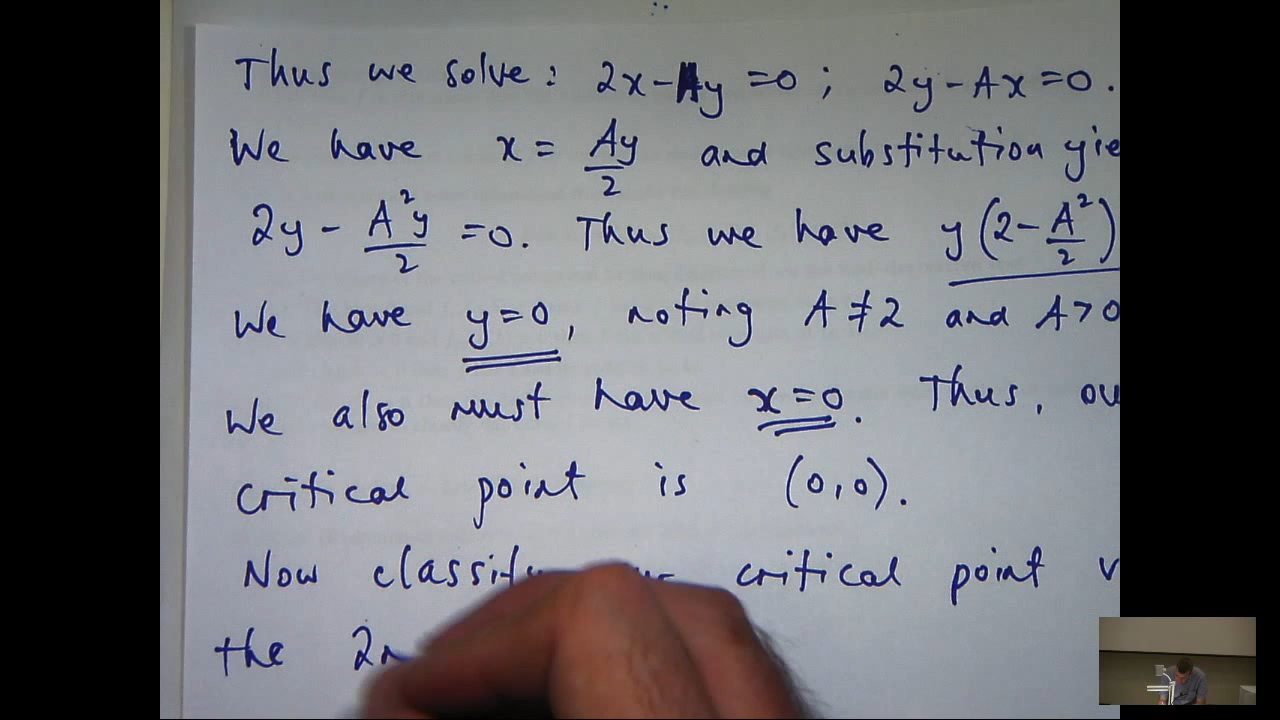 Thus we solve: 2x-Ay=0; 2y-Ax=0.
We have x = Ay/2 and substitution yie
2y - A²y/2 =0. Thus we have y(2-A²/2)
We have y=0, noting A≠2 and A>0
We also must have x=0. Thus, ou
critical point is (0,0).
Now classify critical point v
the 2n